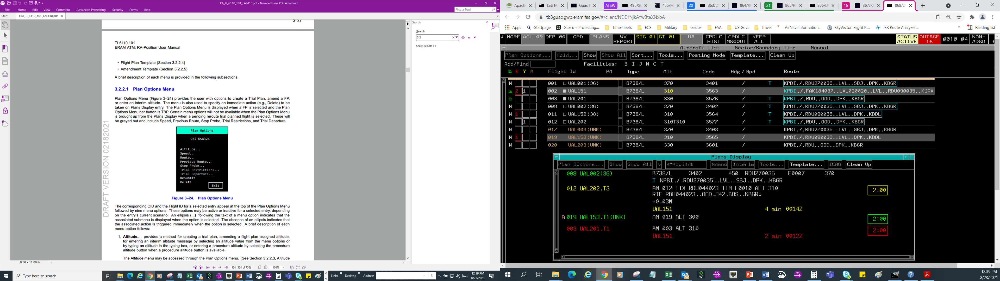 ERA_TI_6110_101_EAE410.pdf - Nuance Power PDF Advanced
File Home Edit View Comment Advanced Processing Security Forms Help
Find a Tool
Start ERA_TI_6110_101_EAE410.pdf
3–37
TI 6110.101
ERAM ATM: RA-Position User Manual
• Flight Plan Template (Section 3.2.2.4)
• Amendment Template (Section 3.2.2.5)
A brief description of each menu is provided in the following subsections.
3.2.2.1 Plan Options Menu
Plan Options Menu (Figure 3–24) provides the user with options to create a Trial Plan, amend a FP,
or enter an interim altitude. The menu is also used to specify an immediate action (e.g., Delete) to be
taken on Plans Display entry. The Plan Options Menu is displayed when a FP is selected and the Plan
Options Menu bar button is TBP. Certain menu options will not be available when the Plan Options Menu
is brought up from the Plans Display when a pending reroute trial planned flight is selected. These will
be grayed out and include Speed, Previous Route, Stop Probe, Trial Restrictions, and Trial Departure.
Plan Options
982 USA326
Altitude...
Speed...
Route...
Previous Route...
Stop Probe...
Trial Restrictions...
Trial Departure...
Resubmit
Delete
Exit
Figure 3–24. Plan Options Menu
The corresponding CID and the Flight ID for a selected entry appear at the top of the Plan Options Menu
followed by nine menu options. These options may be active or inactive for a selected entry, depending
on the entry's current scenario. An ellipsis (...) following the text of a menu option indicates that the
associated submenu is displayed when the option is selected. The absence of an ellipsis indicates that
the associated action is triggered immediately when the option is selected. A brief description of each
menu option follows:
1. Altitude...: provides a method for creating a trial plan, amending a flight plan assigned altitude,
for entering an interim altitude message by selecting an altitude value from the menu options or
by typing an altitude in the typing box, or entering a procedure altitude by selecting the procedure
altitude button when a procedure altitude button is available.
The Altitude menu may be accessed through the Plan Options menu. (See Section 3.2.2.3, Altitude
DRAFT VERSION 02182021
8.50 x 11.00 in
124 (124 of 730) 100%
Search
Search
3.2
Show Results >>
Type here to search
Links Desktop Address
12:39 PM
8/23/2021
Apach Lab M Guac ATSW 495/S 455/M 20 863/D 864/R 21 865/R 866/D 16 867/R 868/D
tb3guac.gwp.eram.faa.gov/#/client/NDE1NjkAYwBteXNxbA==
Apps Startpage Gibiru – Protecting... Timesheets ECS Military Leidos FAA US Govt Travel AirNav: Information... SkyVector: Flight Pl... IFR Route Analyzer... » Reading list
MORE ACL 09 DEP 00 GPD PLANS WX REPORT SIG 01 GI 01 UA CPDLC HIST CPDLC MSGOUT KEEP ALL STATUS ACTIVE OUTAGE 16 0010 04 NON-ADSB
Aircraft List Sector/Boundary Time Manual
Plan Options... Hold... Show Show All Sort... Tools... Posting Mode Template... Clean Up
Add/Find Facilities: B I J N C T
R Y A Flight Id PA Type Alt Code Hdg / Spd Route
N 001 UAL001(36) B738/L 370 3401 / T KPBI./.RDU270035..LVL..SBJ..DPK..KBGR
2 1 002 UAL151 B738/L 310 3563 / KPBI./.FAK184037..LVL020020..LVL..RDU090035..KJAX
003 UAL201 B738/L 330 3576 / T KPBI./.RDU..OOD..DPK..KBGR
N 008 UAL002(36) B738/L 370 3402 / T KPBI./.RDU270035..LVL..SBJ..DPK..KBGR
N 1 011 UAL152(38) B738/L 310 3564 / T KPBI./.RDU090035..LVL..DPK..KBDL
N 1 012 UAL202 B738/L 310T310 3577 / T KPBI./.RDU..OOD..DPK..KBGR
N 017 UAL003(UNK) B738/L 370 3403 / KPBI./.RDU270035..LVL..SBJ..DPK..KBGR
N 1 019 UAL153(UNK) B738/L 310 3565 / KPBI./.RDU090035..LVL..DPK..KBDL
N 020 UAL203(UNK) B738/L 330 3601 / KPBI./.RDU..OOD..DPK..KBGR
Plans Display
Plan Options... Show Show All AM+Uplink Amend Interim Tools... Template... ICAO Clean Up
008 UAL002(36) B738/L 3402 450 RDU270035 E0007 370
T KPBI./.RDU270035..LVL..SBJ..DPK..KBGR
012 UAL202.T3 AM 012 FIX RDU044023 TIM E0010 ALT 310 2:00
RTE RDU044023..OOD.J42.BOS..KBGR↓
+0.03M
UAL151 4 min 0014Z
A 019 UAL153.T1(UNK) AM 019 ALT 300 2:00
003 UAL201.T1 AM 003 ALT 310 2:00
UAL151 2 min 0012Z
12:39 PM
8/23/2021